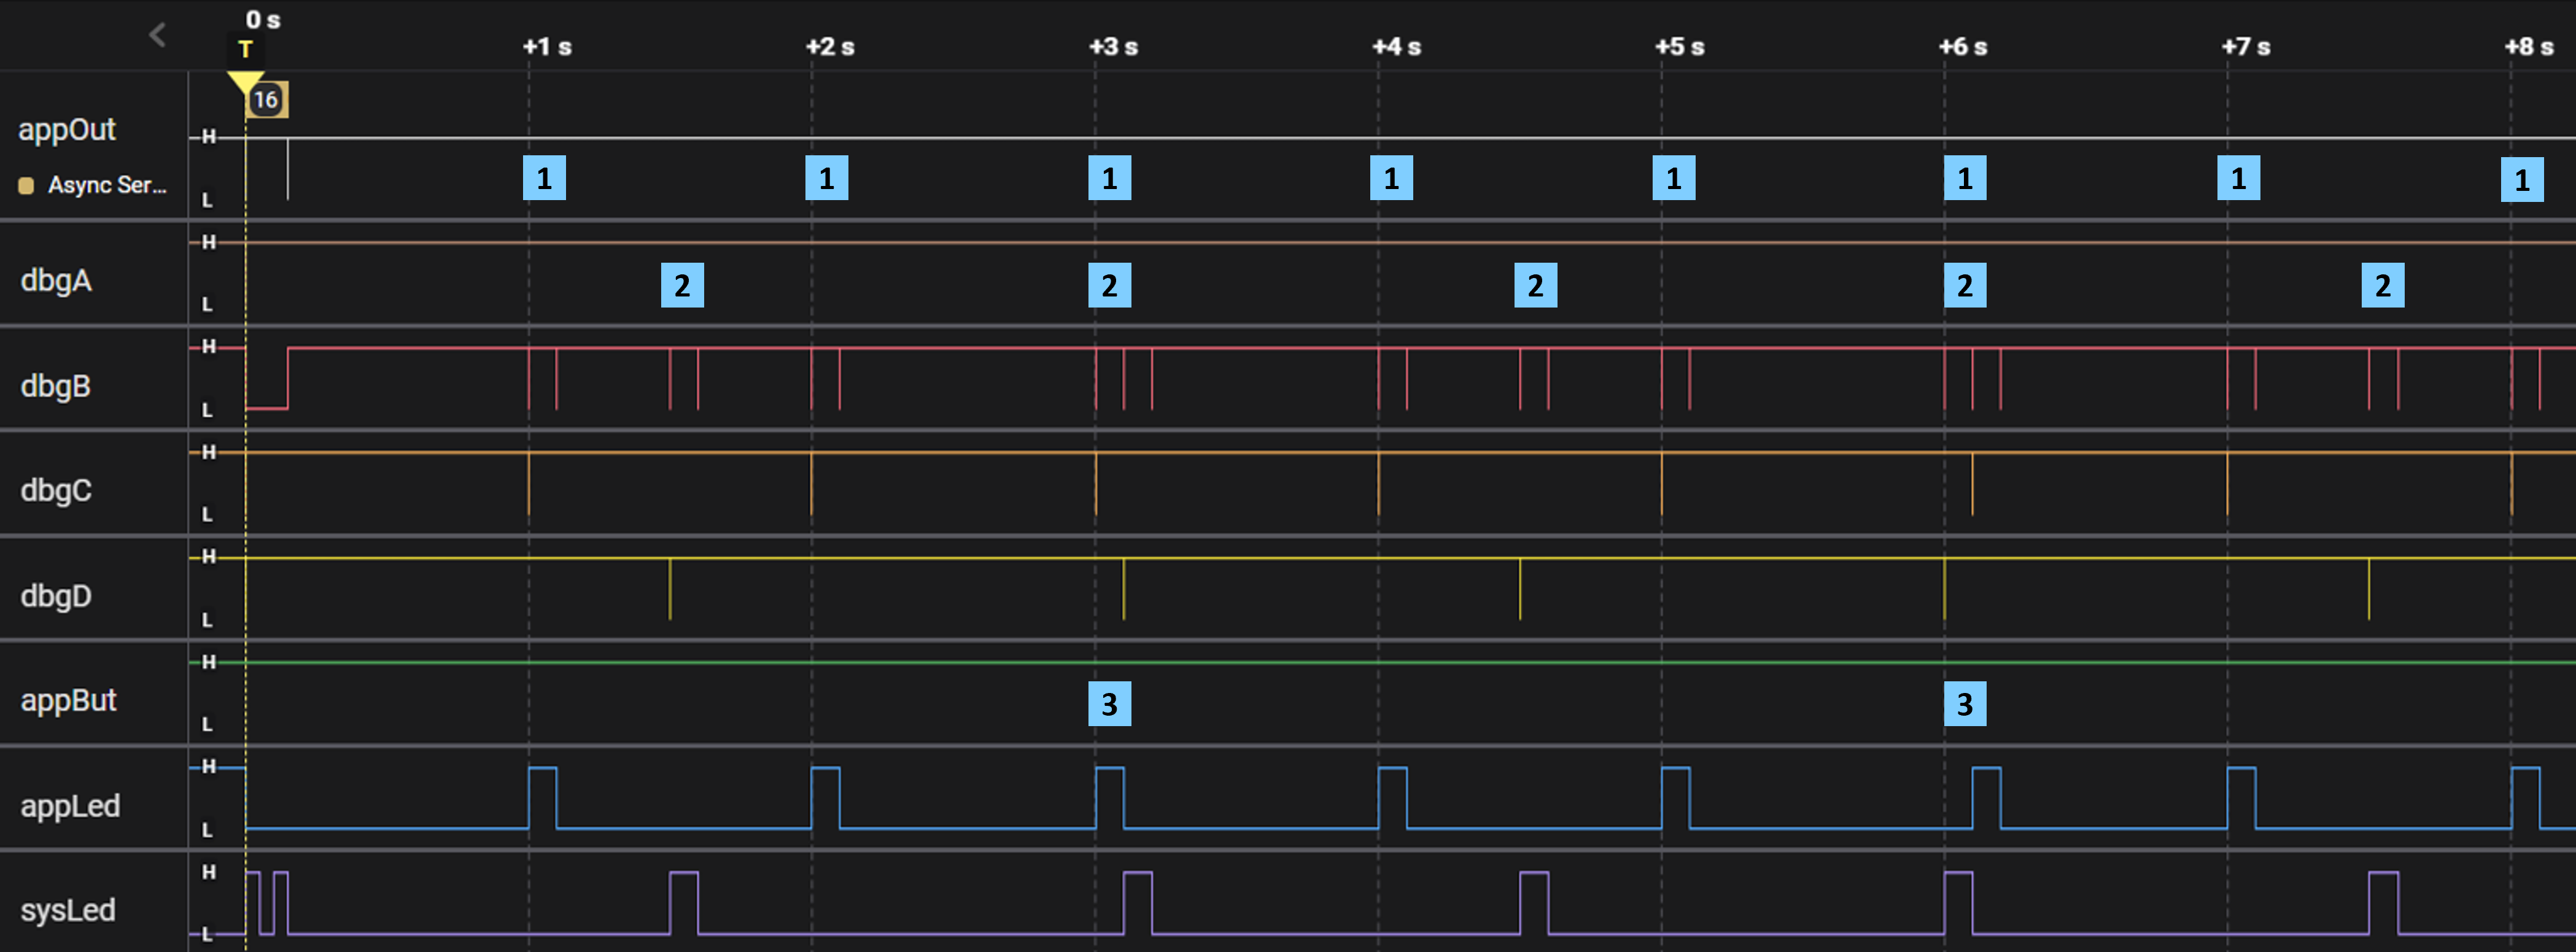 0 s
T
+1 s +2 s +3 s +4 s +5 s +6 s +7 s +8 s
16
appOut H
1 1 1 1 1 1 1 1
Async Ser... L
H
dbgA 2 2 2 2 2
L
H
dbgB
L
H
dbgC
L
H
dbgD
L
H
appBut 3 3
L
H
appLed
L
H
sysLed
L